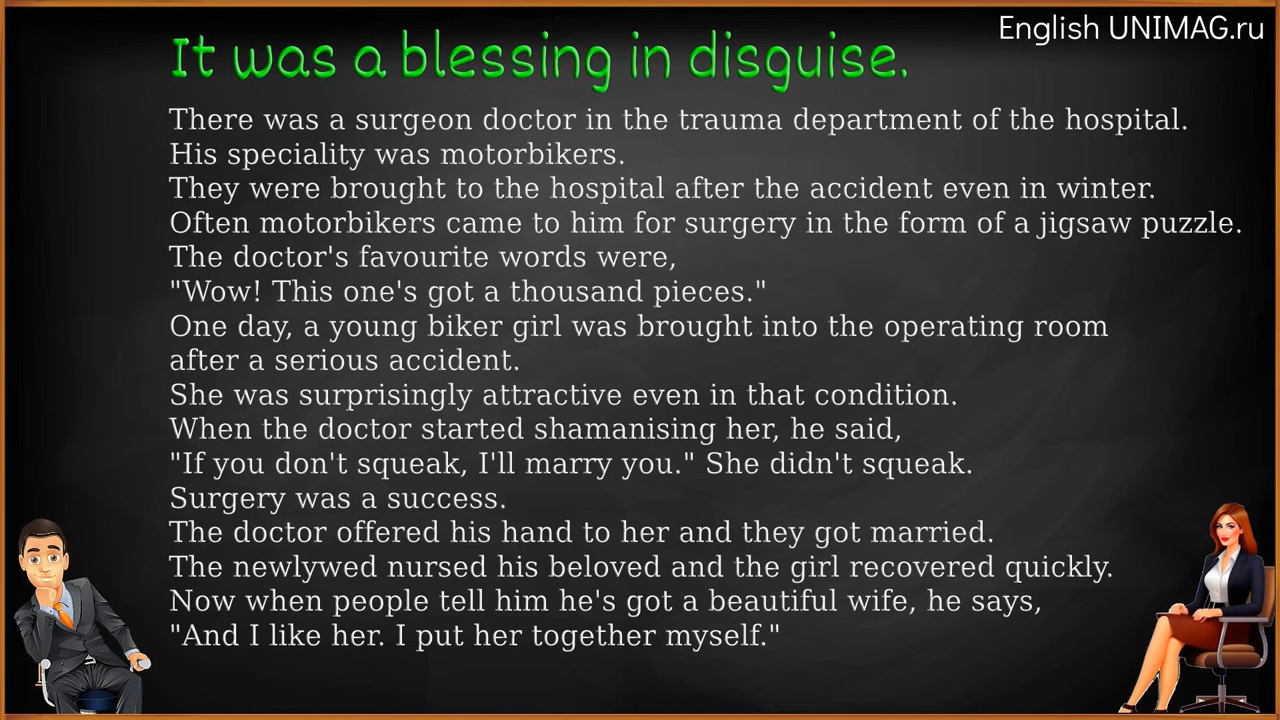 English UNIMAG.ru
It was a blessing in disguise.
There was a surgeon doctor in the trauma department of the hospital.
His speciality was motorbikers.
They were brought to the hospital after the accident even in winter.
Often motorbikers came to him for surgery in the form of a jigsaw puzzle.
The doctor's favourite words were,
"Wow! This one's got a thousand pieces."
One day, a young biker girl was brought into the operating room
after a serious accident.
She was surprisingly attractive even in that condition.
When the doctor started shamanising her, he said,
"If you don't squeak, I'll marry you." She didn't squeak.
Surgery was a success.
The doctor offered his hand to her and they got married.
The newlywed nursed his beloved and the girl recovered quickly.
Now when people tell him he's got a beautiful wife, he says,
"And I like her. I put her together myself."